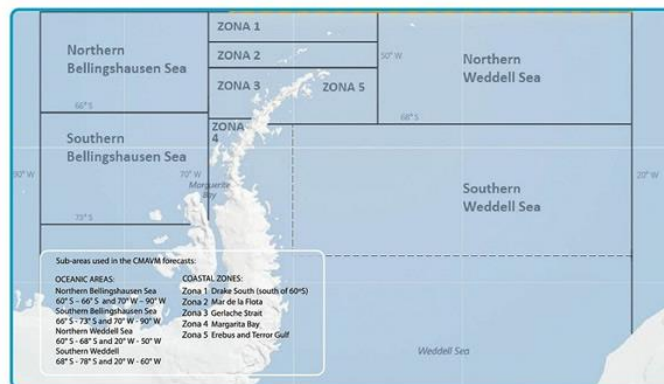 ZONA 1
Northern
Bellingshausen Sea
ZONA 2
50° W
Northern
Weddell Sea
ZONA 3
ZONA 5
66° S
68° S
ZONA
4
Southern
Bellingshausen Sea
90° W
70° W
20° W
Marguerite
Bay
Southern
Weddell Sea
73° S
Sub-areas used in the CMAVM forecasts:
OCEANIC AREAS:
Northern Bellingshausen Sea
60° S – 66° S and 70° W – 90° W
Southern Bellingshausen Sea
66° S - 73° S and 70° W - 90° W
Northern Weddell Sea
60° S - 68° S and 20° W - 50° W
Southern Weddell
68° S - 78° S and 20° W - 60° W
COASTAL ZONES:
Zona 1 Drake South (south of 60°S)
Zona 2 Mar de la Flota
Zona 3 Gerlache Strait
Zona 4 Margarita Bay
Zona 5 Erebus and Terror Gulf
Weddell Sea